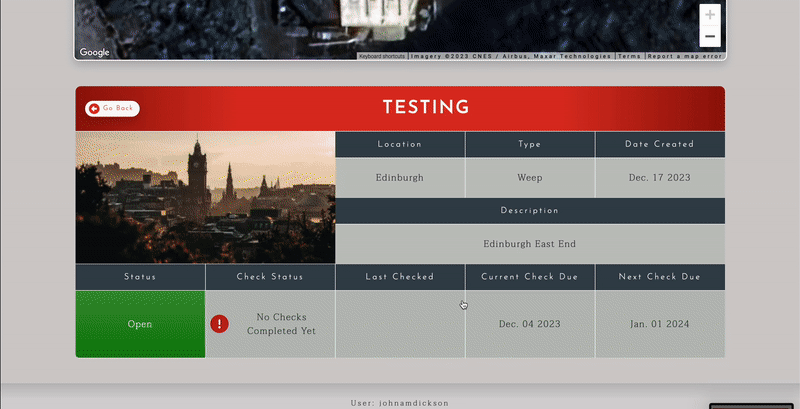 Google
Keyboard shortcuts
Imagery ©2023 CNES / Airbus, Maxar Technologies
Terms
Report a map error
Go Back
TESTING
Location
Type
Date Created
Edinburgh
Weep
Dec. 17 2023
Description
Edinburgh East End
Status
Check Status
Last Checked
Current Check Due
Next Check Due
Open
!
No Checks
Completed Yet
Dec. 04 2023
Jan. 01 2024
User: johnamdickson